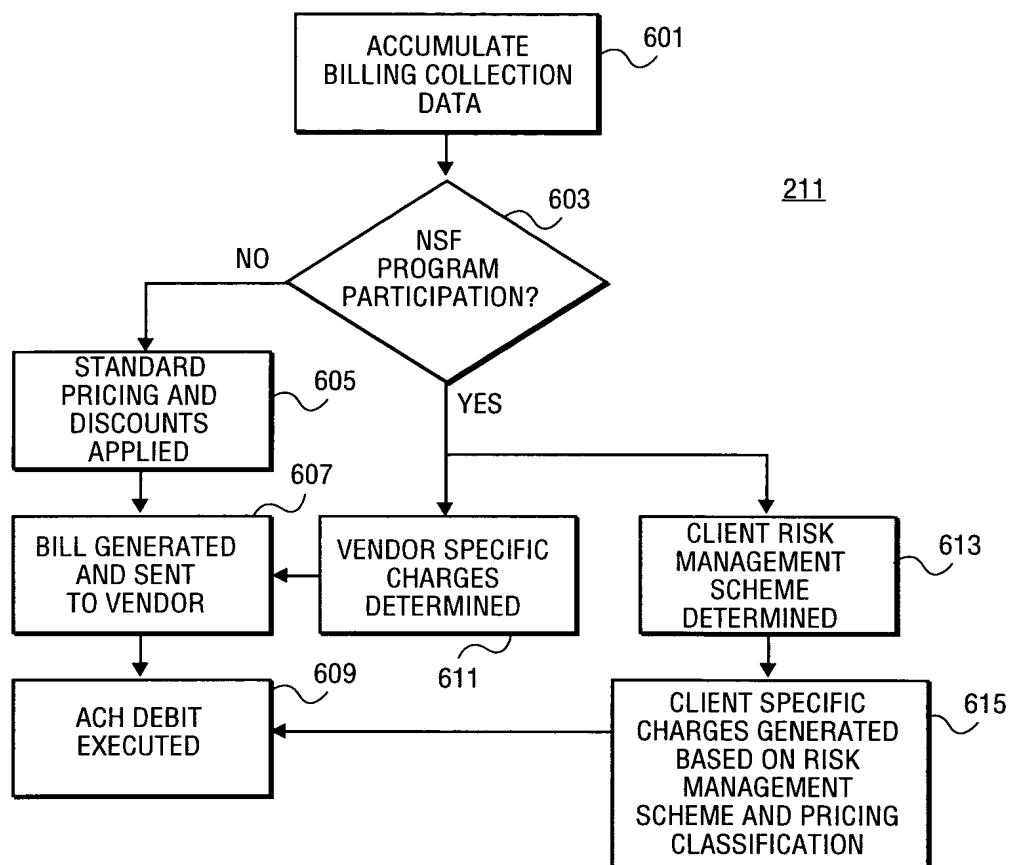 ACCUMULATE
BILLING COLLECTION
DATA
601
211
603
NSF
PROGRAM
PARTICIPATION?
NO
YES
STANDARD
PRICING AND
DISCOUNTS
APPLIED
605
607
BILL GENERATED
AND SENT
TO VENDOR
VENDOR SPECIFIC
CHARGES
DETERMINED
611
CLIENT RISK
MANAGEMENT
SCHEME
DETERMINED
613
609
ACH DEBIT
EXECUTED
CLIENT SPECIFIC
CHARGES GENERATED
BASED ON RISK
MANAGEMENT
SCHEME AND PRICING
CLASSIFICATION
615